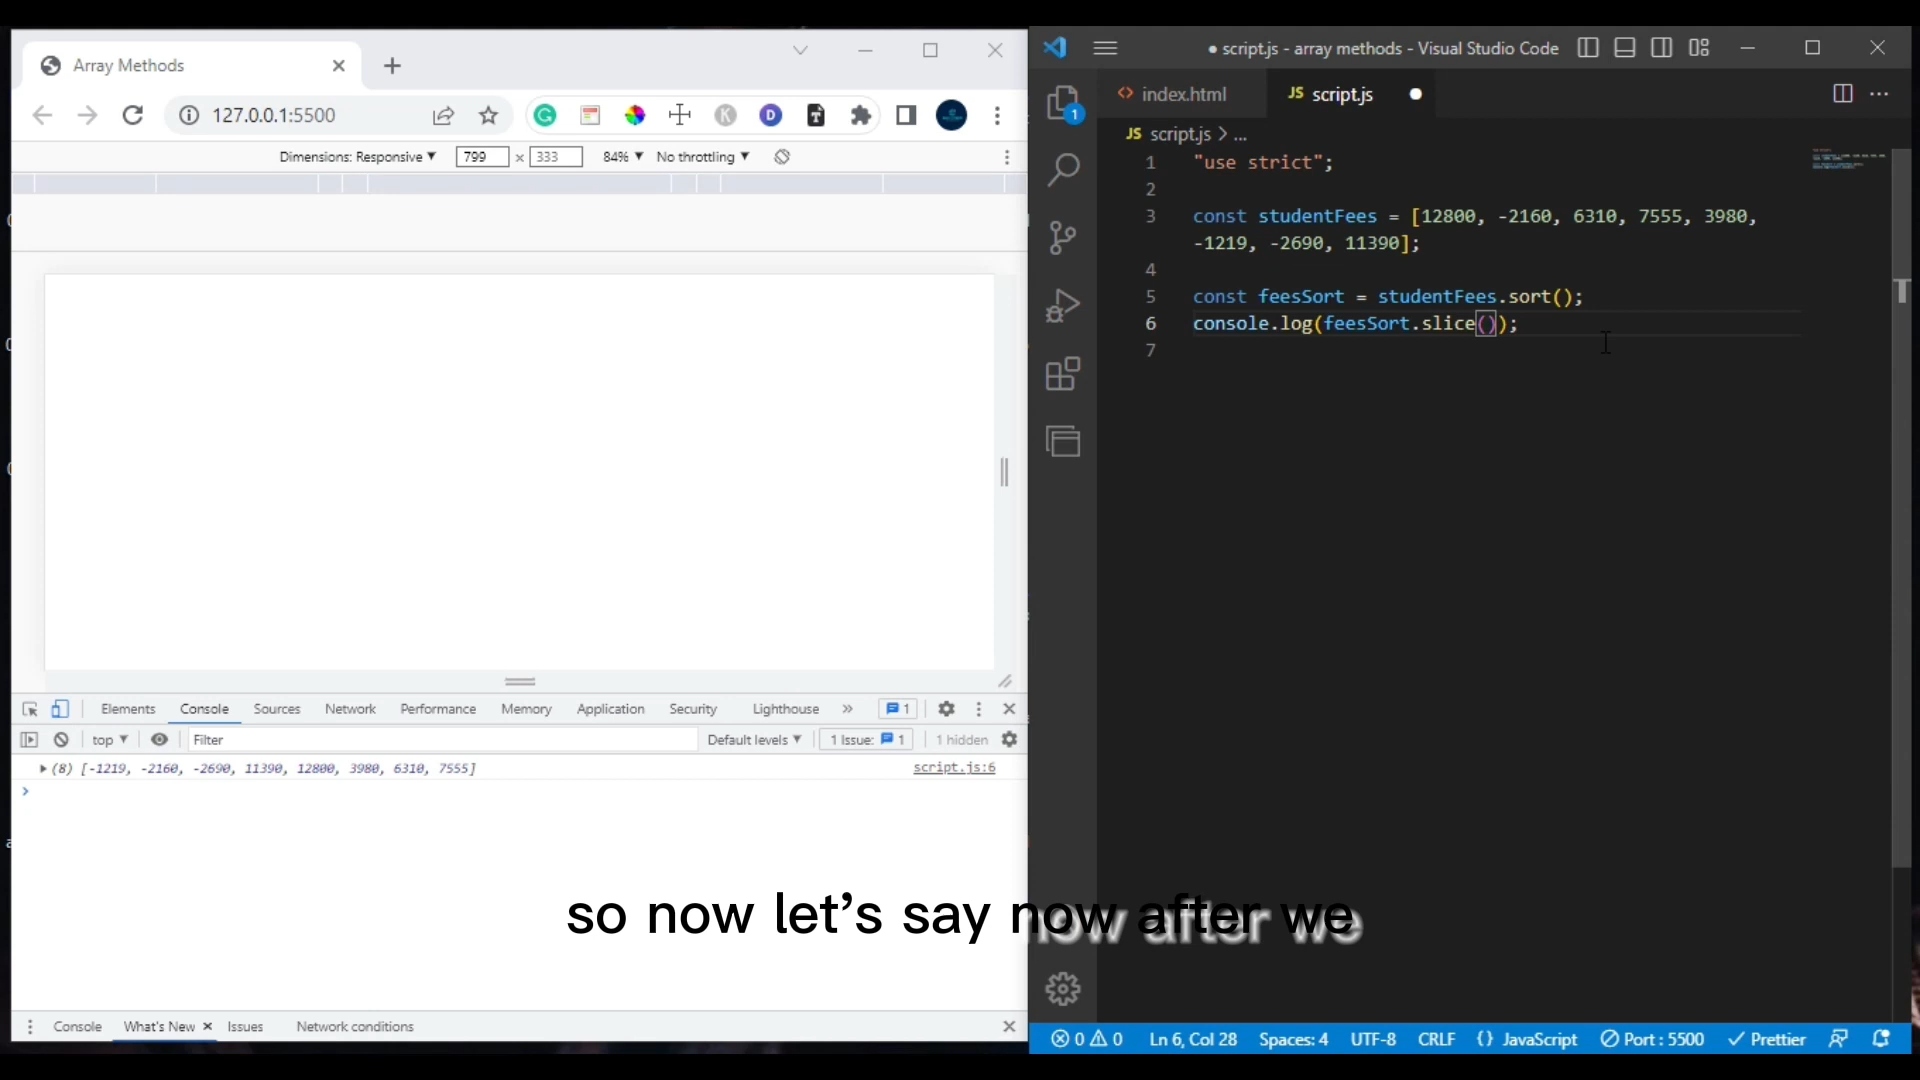 Array Methods
127.0.0.1:5500
Dimensions: Responsive ▼ 799 × 333 84% ▼ No throttling ▼
Elements Console Sources Network Performance Memory Application Security Lighthouse » 1
top ▼ Filter Default levels ▼ 1 Issue: 1 1 hidden
(8) [-1219, -2160, -2690, 11390, 12800, 3980, 6310, 7555] script.js:6
Console What's New × Issues Network conditions
● script.js - array methods - Visual Studio Code
1
index.html JS script.js ●
JS script.js > ...
1 "use strict";
2
3 const studentFees = [12800, -2160, 6310, 7555, 3980,
-1219, -2690, 11390];
4
5 const feesSort = studentFees.sort();
6 console.log(feesSort.slice());
7
so now let's say now after we
0 0 Ln 6, Col 28 Spaces: 4 UTF-8 CRLF {} JavaScript Port : 5500 ✓ Prettier